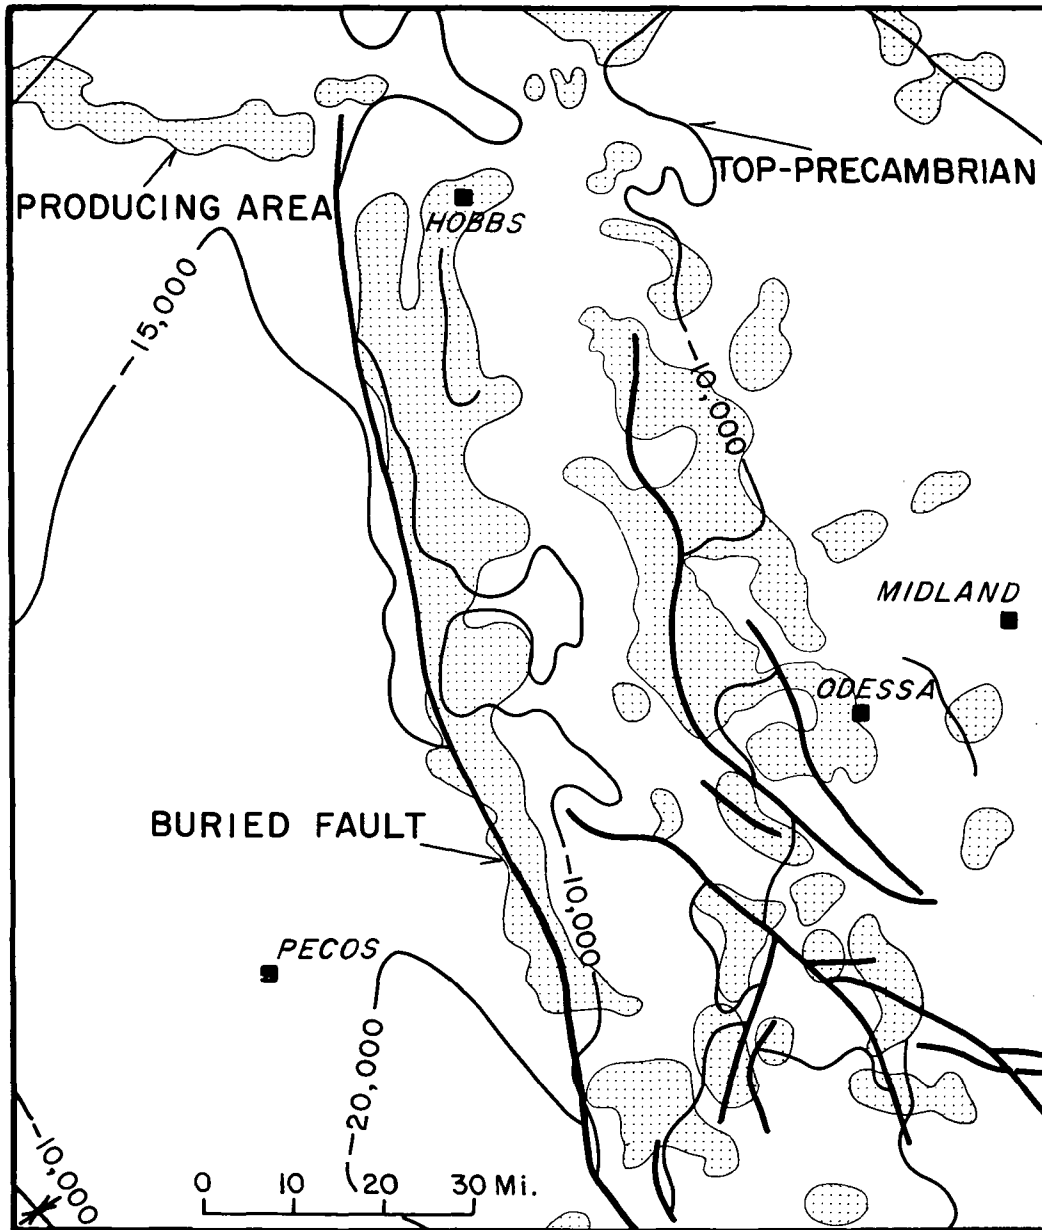 TOP-PRECAMBRIAN
PRODUCING AREA
HOBBS
-15,000
-10,000
MIDLAND
ODESSA
BURIED FAULT
-10,000
PECOS
-20,000
-10,000
0 10 20 30 Mi.